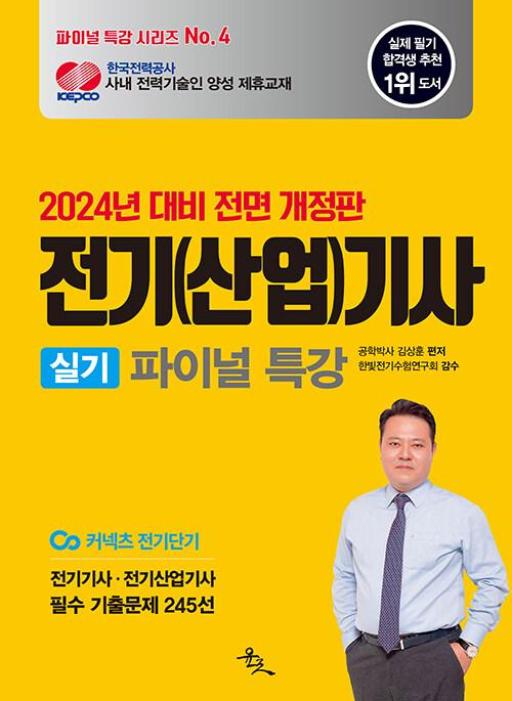 파이널 특강 시리즈 No.4
KEPCO
한국전력공사
사내 전력기술인 양성 제휴교재
실제 필기
합격생 추천
1위 도서
2024년 대비 전면 개정판
전기(산업)기사
실기 파이널 특강
공학박사 김상훈 편저
한빛전기수험연구회 감수
커넥츠 전기단기
전기기사·전기산업기사
필수 기출문제 245선
윤조